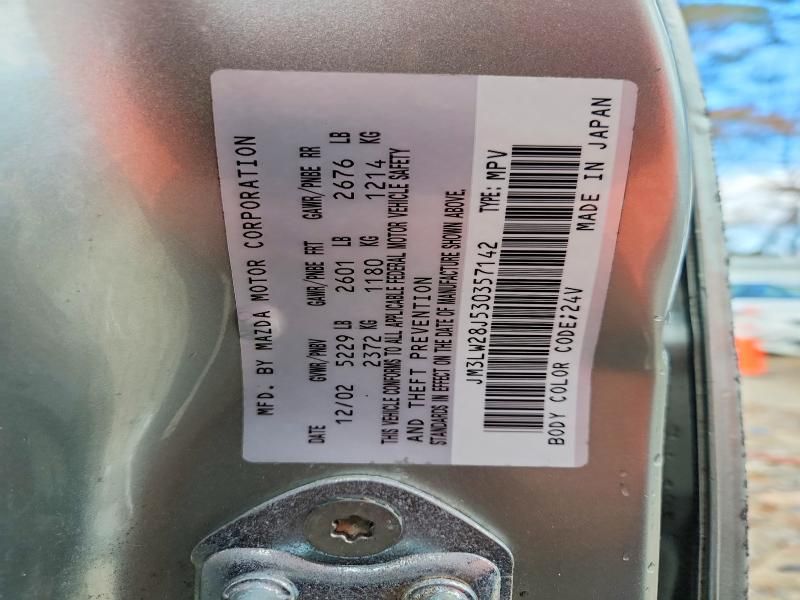 MFD. BY MAZDA MOTOR CORPORATION
DATE GVWR/PNBV GAWR/PNBE FRT GAWR/PNBE RR
12/02 5229 LB 2601 LB 2676 LB
2372 KG 1180 KG 1214 KG
THIS VEHICLE CONFORMS TO ALL APPLICABLE FEDERAL MOTOR VEHICLE SAFETY
AND THEFT PREVENTION
STANDARDS IN EFFECT ON THE DATE OF MANUFACTURE SHOWN ABOVE.
JM3LW28J530357142 TYPE: MPV
BODY COLOR CODE;24V MADE IN JAPAN